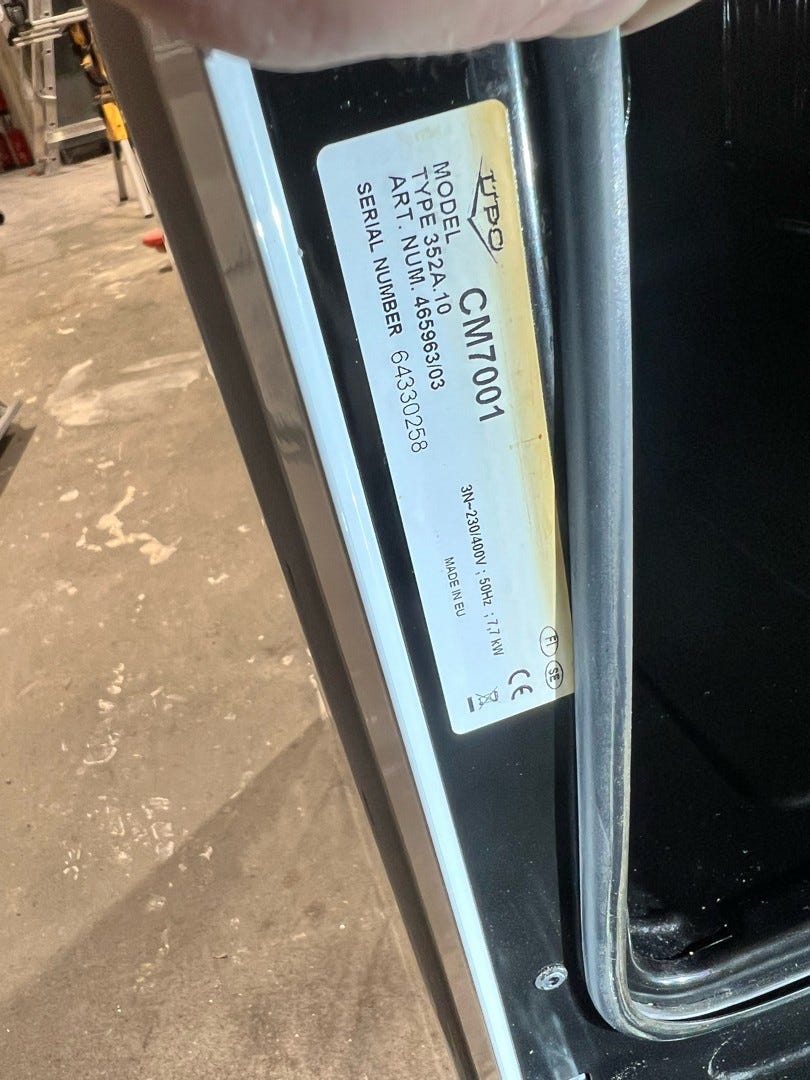 UPO
MODEL CM7001
TYPE 352A.10
ART. NUM. 465963/03
SERIAL NUMBER 64330258
3N~230/400V ; 50Hz ; 7,7 kW
MADE IN EU
FI SE
CE